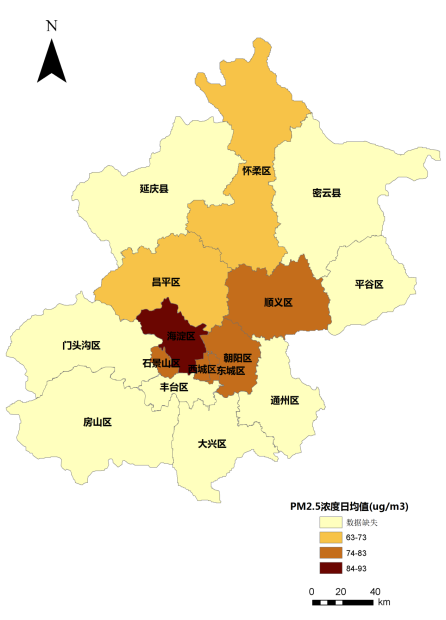 N
怀柔区
延庆县
密云县
昌平区
平谷区
顺义区
海淀区
门头沟区
朝阳区
石景山区
西城区
东城区
丰台区
通州区
房山区
大兴区
PM2.5浓度日均值(ug/m3)
数据缺失
63-73
74-83
84-93
0 20 40
km